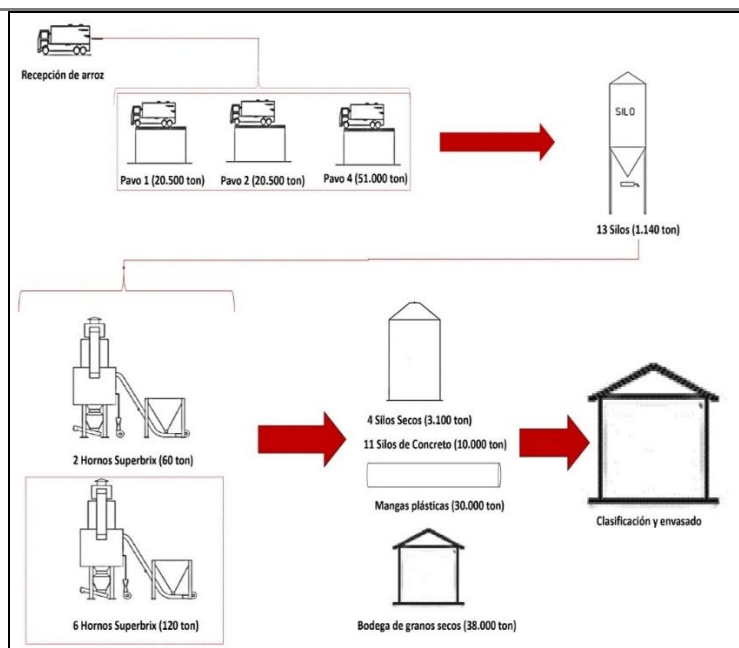 Recepción de arroz
Pavo 1 (20.500 ton)
Pavo 2 (20.500 ton)
Pavo 4 (51.000 ton)
SILO
13 Silos (1.140 ton)
2 Hornos Superbrix (60 ton)
6 Hornos Superbrix (120 ton)
4 Silos Secos (3.100 ton)
11 Silos de Concreto (10.000 ton)
Mangas plásticas (30.000 ton)
Bodega de granos secos (38.000 ton)
Clasificación y envasado